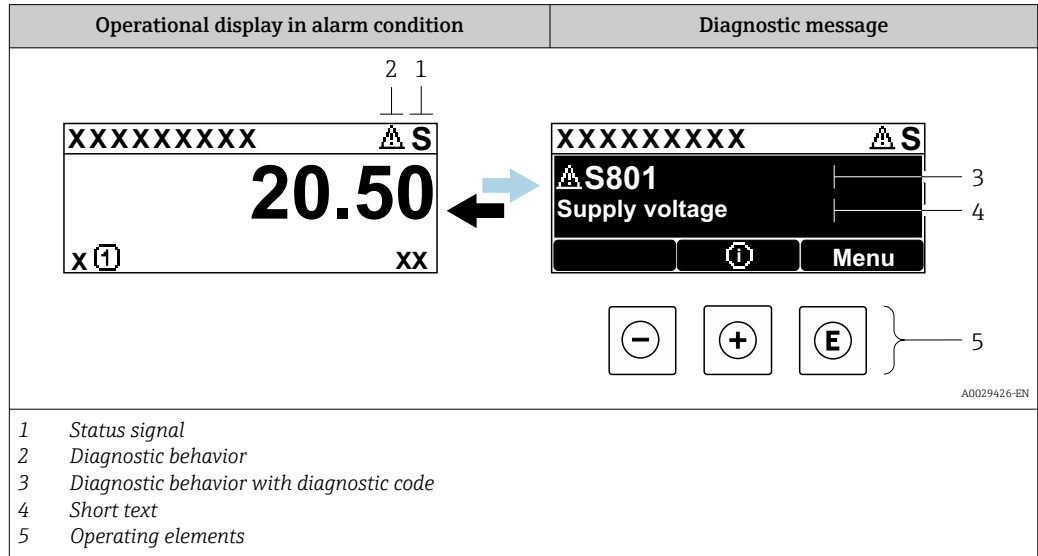 Operational display in alarm condition
Diagnostic message
2 1
XXXXXXXXX ⚠ S
20.50
x 1 xx
XXXXXXXXX ⚠ S
⚠ S801
Supply voltage
i Menu
3
4
- + E
5
A0029426-EN
1 Status signal
2 Diagnostic behavior
3 Diagnostic behavior with diagnostic code
4 Short text
5 Operating elements